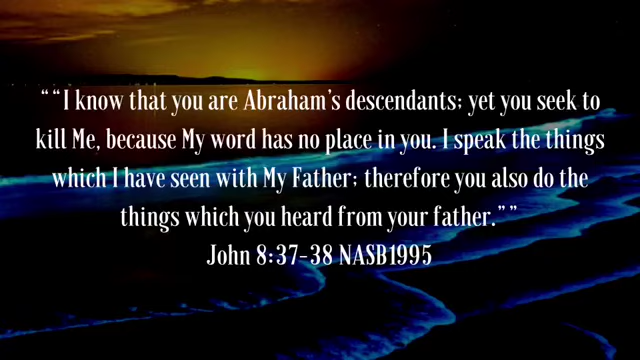 ““I know that you are Abraham’s descendants; yet you seek to
kill Me, because My word has no place in you. I speak the things
which I have seen with My Father; therefore you also do the
things which you heard from your father.””
John 8:37-38 NASB1995